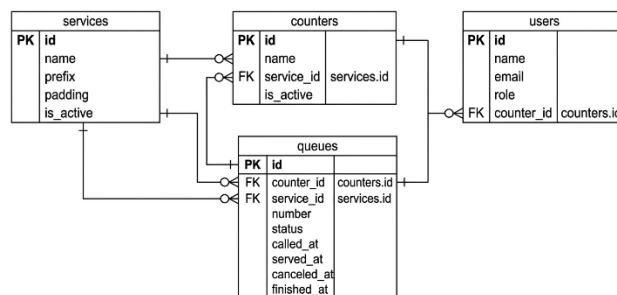 services
PK id
name
prefix
padding
is_active
counters
PK id
name
FK service_id services.id
is_active
users
PK id
name
email
role
FK counter_id counters.id
queues
PK id
FK counter_id counters.id
FK service_id services.id
number
status
called_at
served_at
canceled_at
finished_at